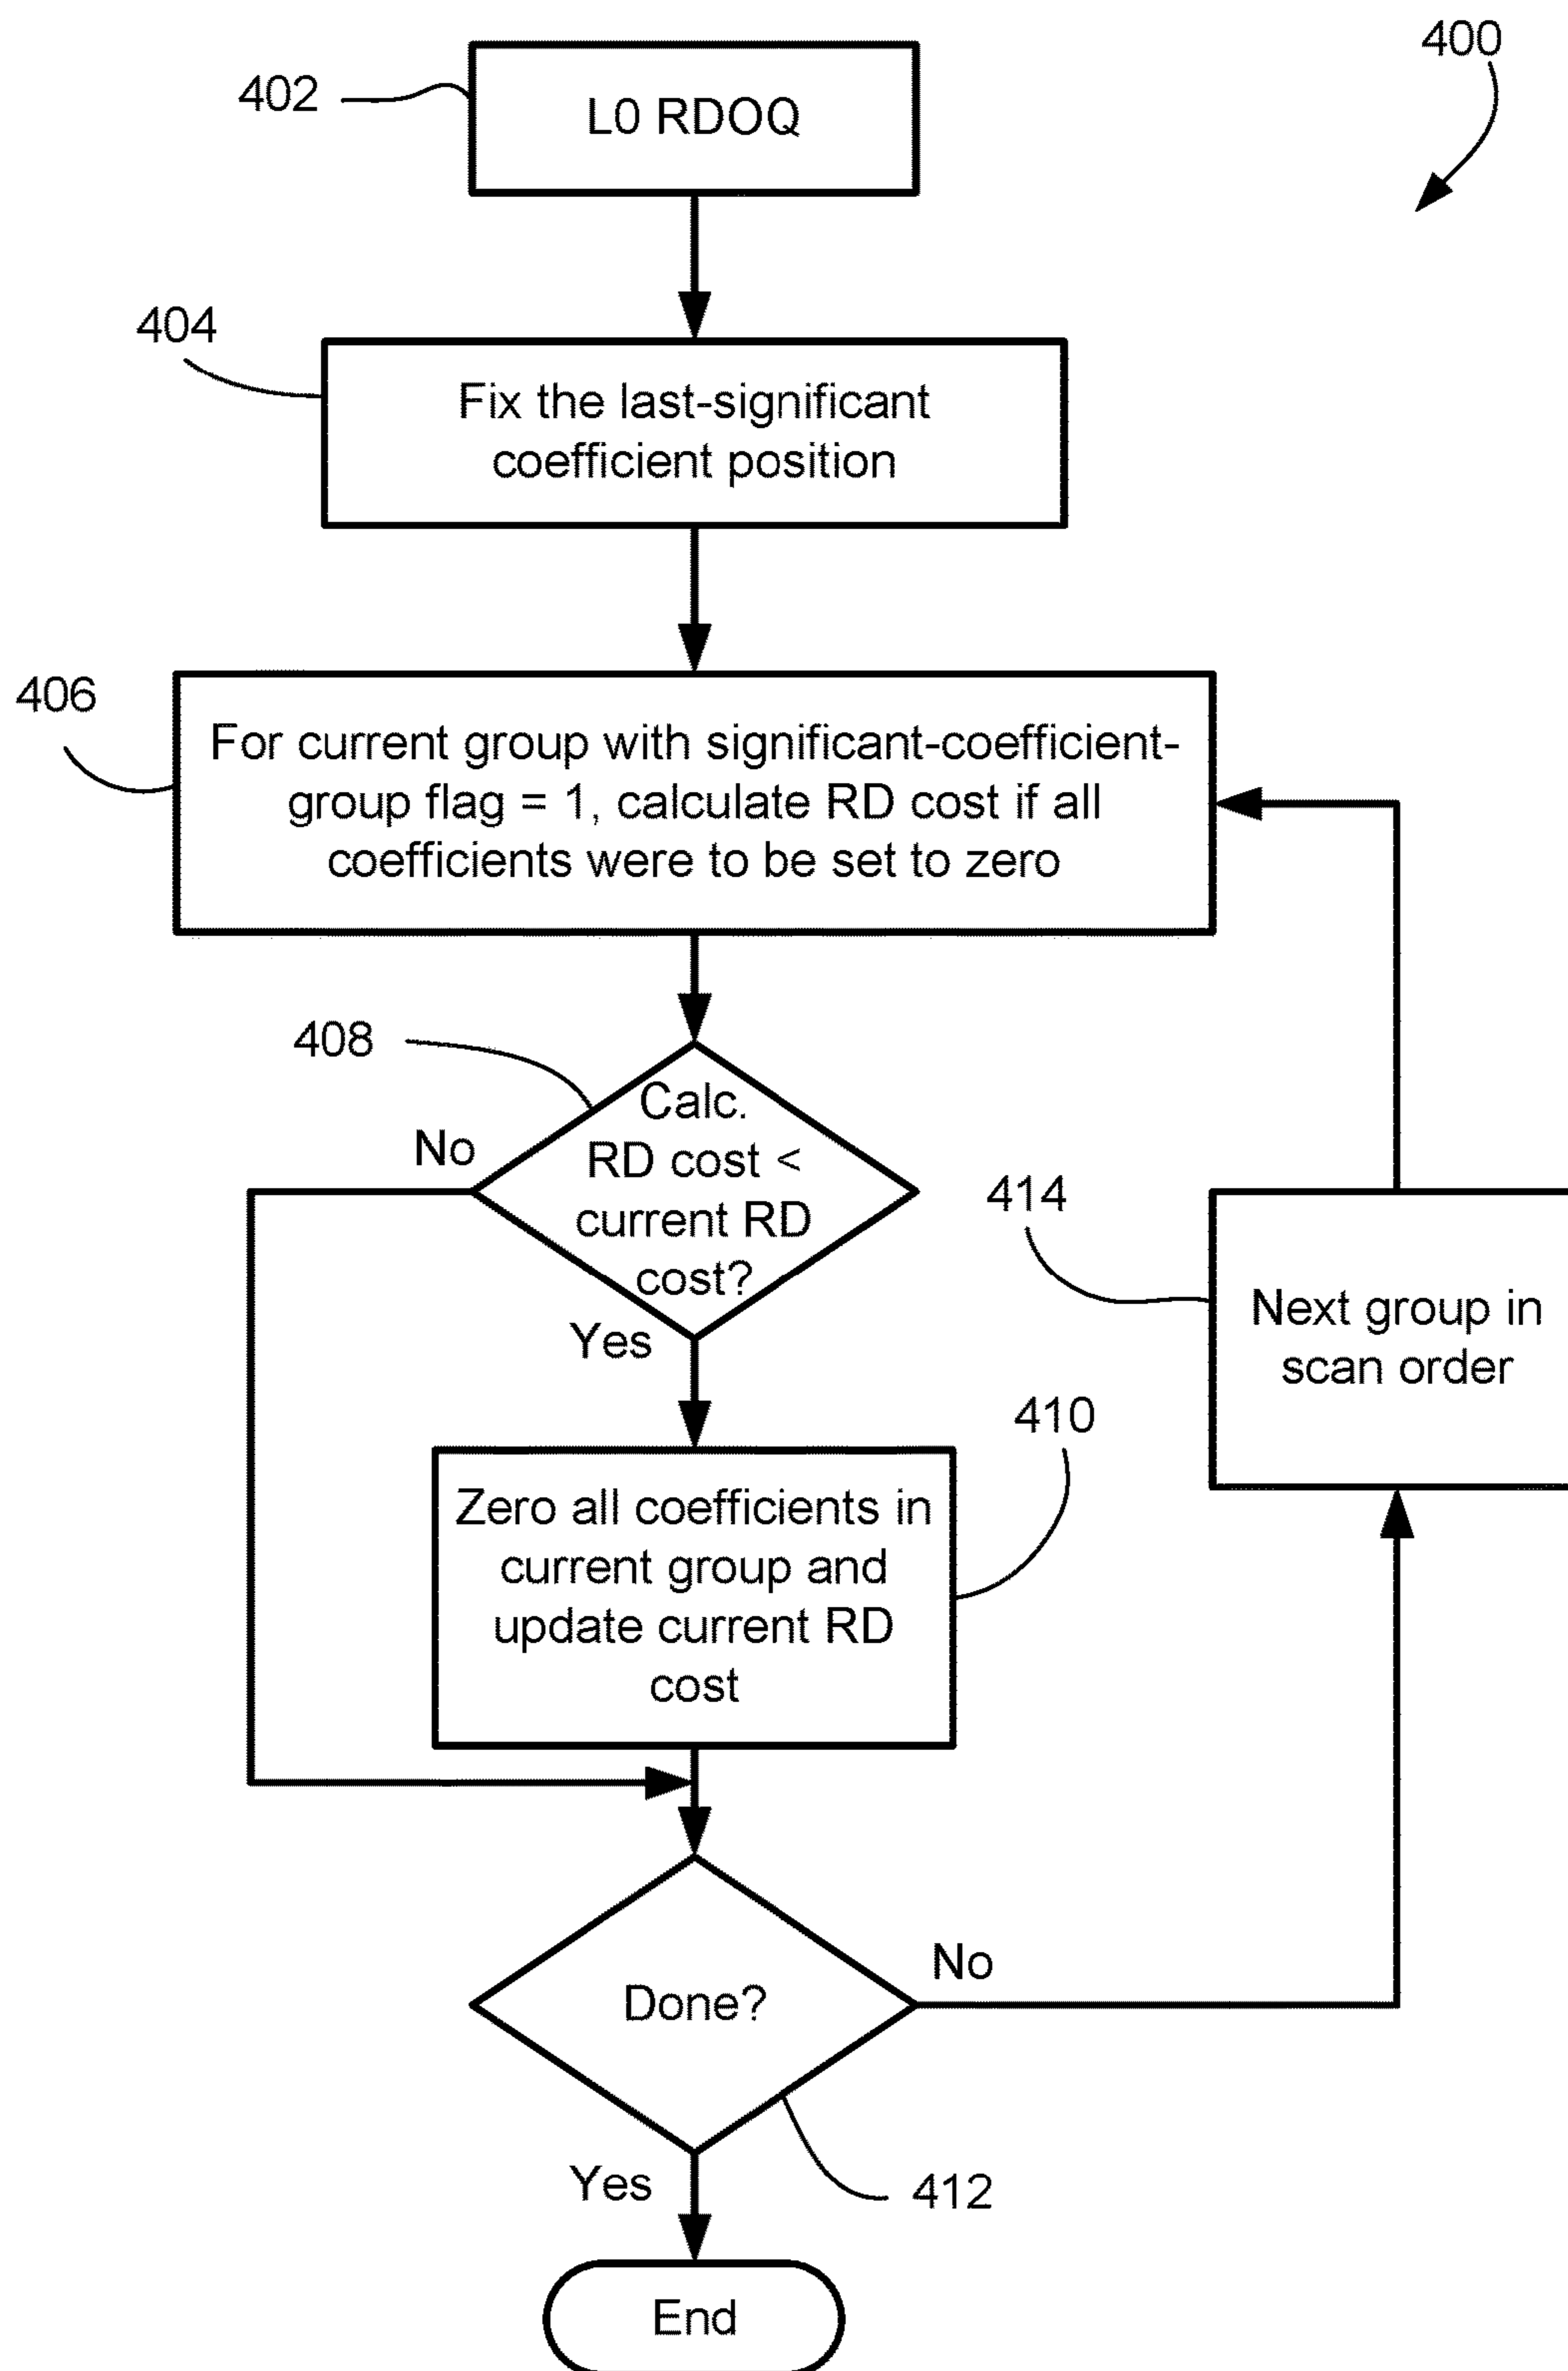 400
402
L0 RDOQ
404
Fix the last-significant
coefficient position
406
For current group with significant-coefficient-
group flag = 1, calculate RD cost if all
coefficients were to be set to zero
408
Calc.
RD cost <
current RD
cost?
No
Yes
414
Next group in
scan order
410
Zero all coefficients in
current group and
update current RD
cost
Done?
No
Yes
412
End